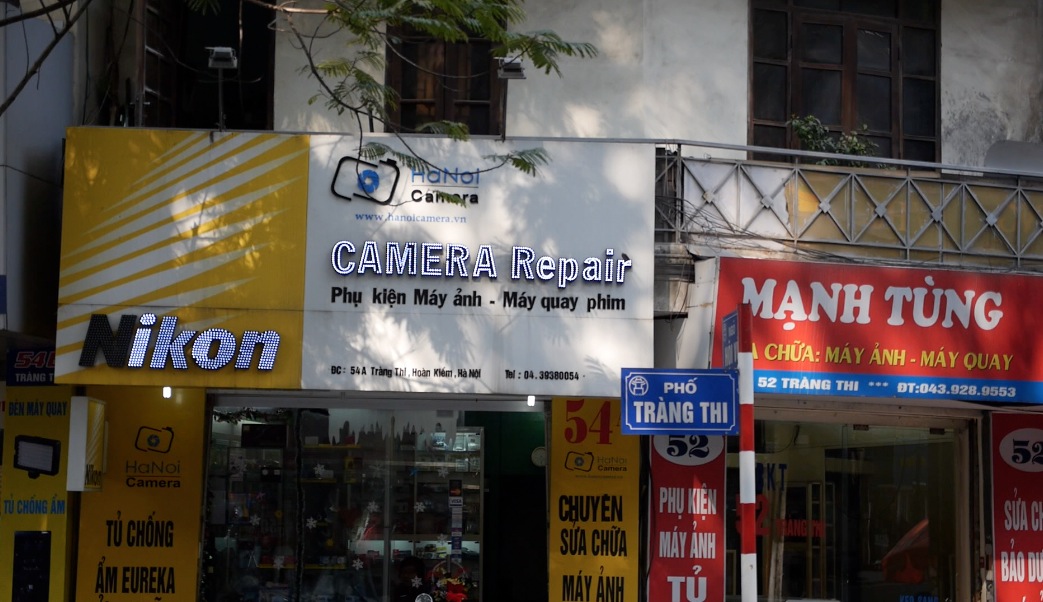 HaNoi
Camera
www.hanoicamera.vn
CAMERA Repair
Phụ kiện Máy ảnh - Máy quay phim
Nikon
ĐC: 54A Tràng Thi, Hoàn Kiếm, Hà Nội
Tel: 04. 39380054
MẠNH TÙNG
A CHỮA: MÁY ẢNH - MÁY QUAY
52 TRÀNG THI *** ĐT:043.928.9553
PHỐ
TRÀNG THI
54
TRÀNG T
ĐÈN MÁY QUAY
TỦ CHỐNG ẨM
HaNoi
Camera
TỦ CHỐNG
ẨM EUREKA
54
HaNoi
Camera
CHUYÊN
SỬA CHỮA
MÁY ẢNH
52
PHỤ KIỆN
MÁY ẢNH
TỦ
52
SỬA CH
BẢO DƯ